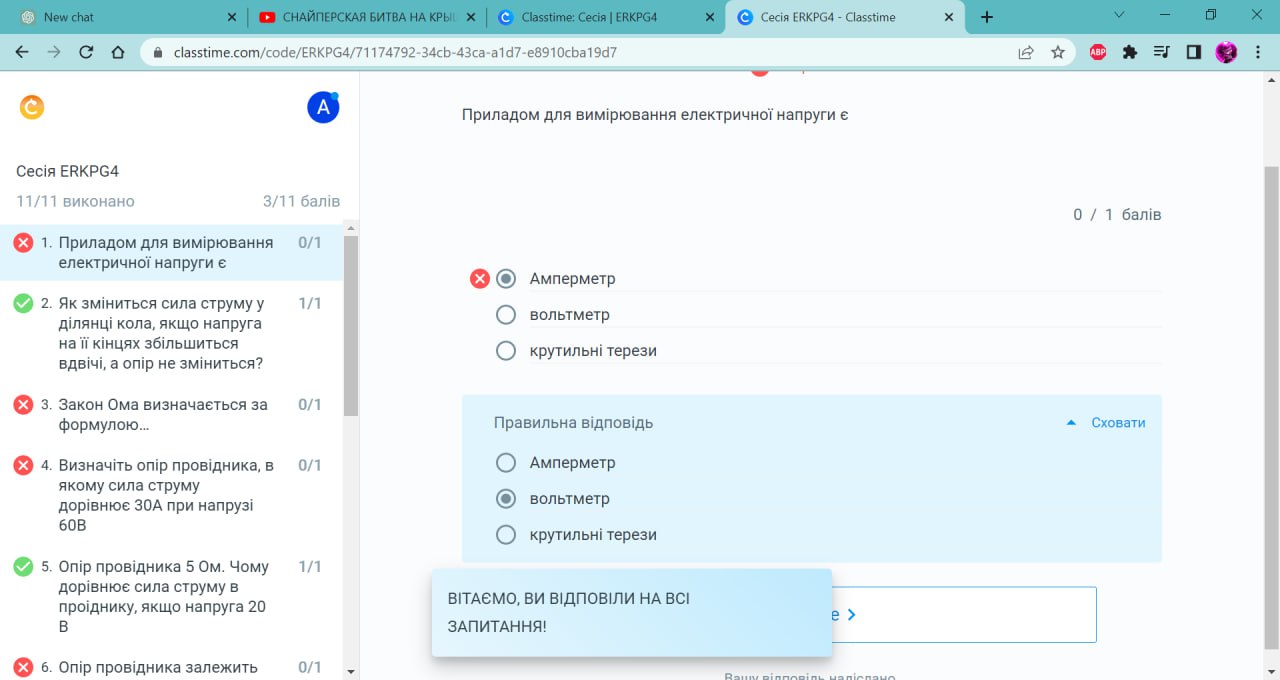 New chat
СНАЙПЕРСКАЯ БИТВА НА КРЫ
Classtime: Сесія | ERKPG4
Сесія ERKPG4 - Classtime
classtime.com/code/ERKPG4/71174792-34cb-43ca-a1d7-e8910cba19d7
ABP
A
Сесія ERKPG4
11/11 виконано 3/11 балів
1. Приладом для вимірювання 0/1
електричної напруги є
2. Як зміниться сила струму у 1/1
ділянці кола, якщо напруга
на її кінцях збільшиться
вдвічі, а опір не зміниться?
3. Закон Ома визначається за 0/1
формулою...
4. Визначіть опір провідника, в 0/1
якому сила струму
дорівнює 30А при напрузі
60В
5. Опір провідника 5 Ом. Чому 1/1
дорівнює сила струму в
проіднику, якщо напруга 20
В
6. Опір провідника залежить 0/1
Приладом для вимірювання електричної напруги є
0 / 1 балів
Амперметр
вольтметр
крутильні терези
Правильна відповідь Сховати
Амперметр
вольтметр
крутильні терези
ВІТАЄМО, ВИ ВІДПОВІЛИ НА ВСІ
ЗАПИТАННЯ!
е
Вашу відповідь надіслано